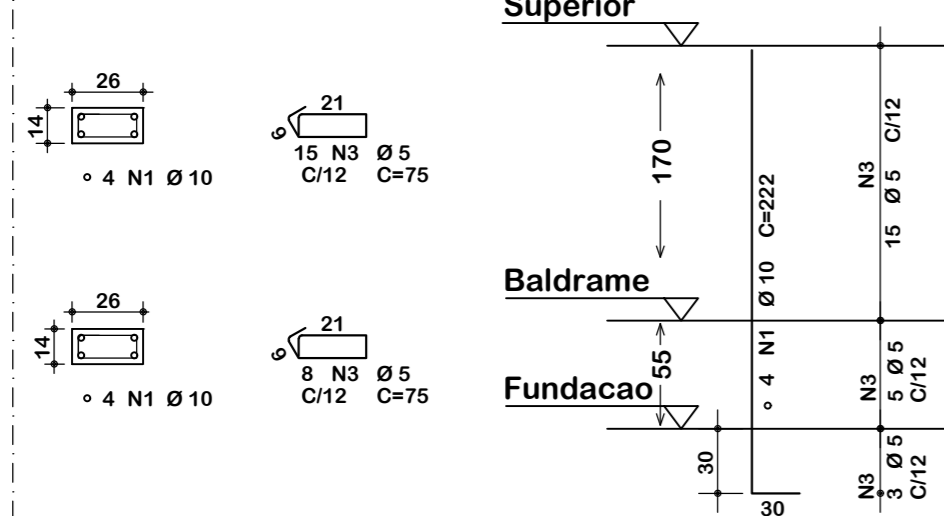 26
14
4 N1 Ø 10
21
9
15 N3 Ø 5
C/12 C=75
26
14
4 N1 Ø 10
21
9
8 N3 Ø 5
C/12 C=75
Superior
170
Baldrame
55
Fundacao
30
30
4 N1 Ø 10 C=222
N3
15 Ø 5 C/12
N3
5 Ø 5
C/12
N3
3 Ø 5
C/12